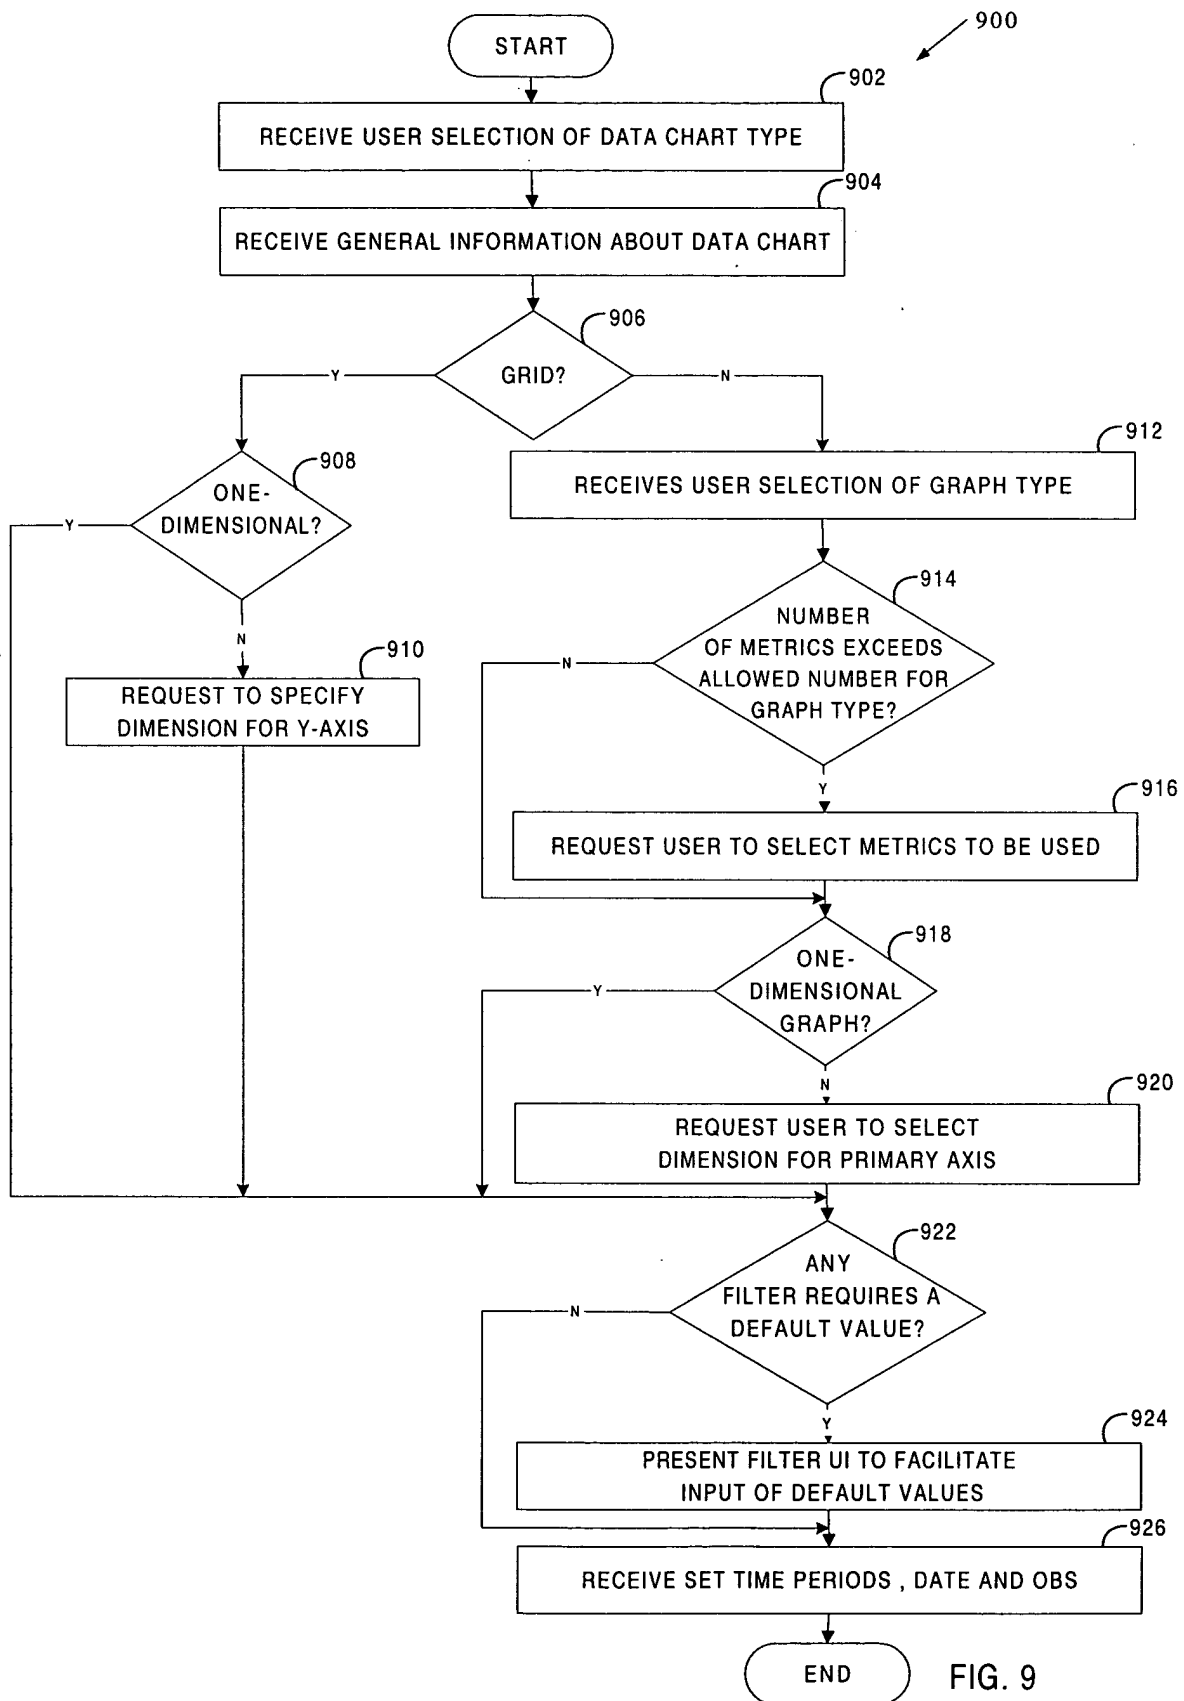 900
START
902
RECEIVE USER SELECTION OF DATA CHART TYPE
904
RECEIVE GENERAL INFORMATION ABOUT DATA CHART
906
GRID?
Y
N
908
ONE-
DIMENSIONAL?
Y
N
910
REQUEST TO SPECIFY
DIMENSION FOR Y-AXIS
912
RECEIVES USER SELECTION OF GRAPH TYPE
914
NUMBER
OF METRICS EXCEEDS
ALLOWED NUMBER FOR
GRAPH TYPE?
N
Y
916
REQUEST USER TO SELECT METRICS TO BE USED
918
ONE-
DIMENSIONAL
GRAPH?
Y
N
920
REQUEST USER TO SELECT
DIMENSION FOR PRIMARY AXIS
922
ANY
FILTER REQUIRES A
DEFAULT VALUE?
N
Y
924
PRESENT FILTER UI TO FACILITATE
INPUT OF DEFAULT VALUES
926
RECEIVE SET TIME PERIODS , DATE AND OBS
END
FIG. 9